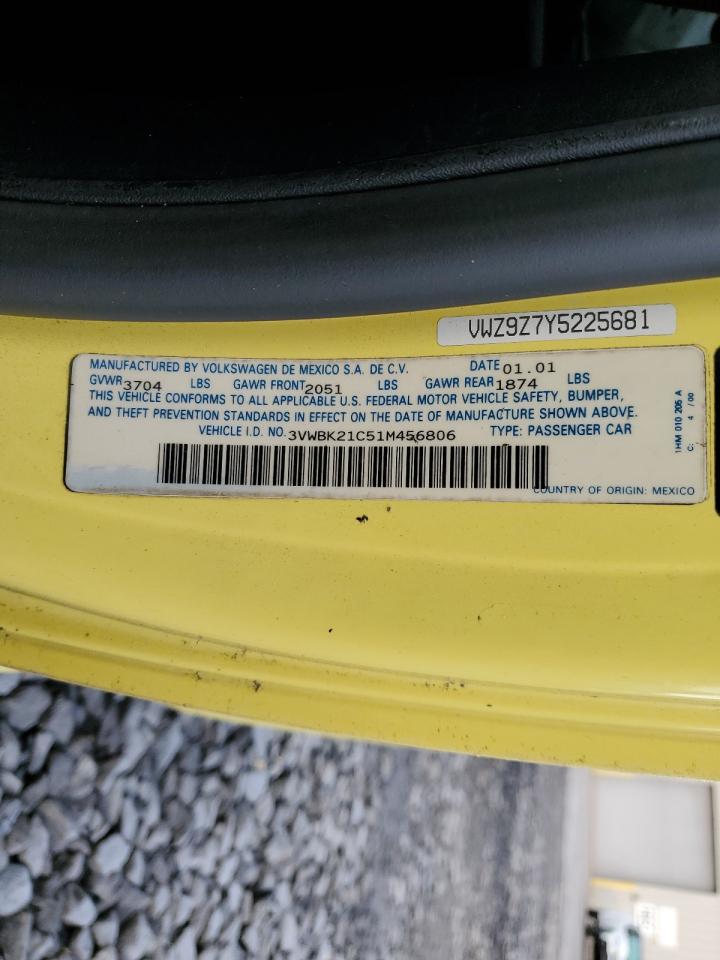 VWZ9Z7Y5225681
MANUFACTURED BY VOLKSWAGEN DE MEXICO S.A. DE C.V. DATE 01.01
GVWR 3704 LBS GAWR FRONT 2051 LBS GAWR REAR 1874 LBS
THIS VEHICLE CONFORMS TO ALL APPLICABLE U.S. FEDERAL MOTOR VEHICLE SAFETY, BUMPER,
AND THEFT PREVENTION STANDARDS IN EFFECT ON THE DATE OF MANUFACTURE SHOWN ABOVE.
VEHICLE I.D. NO. 3VWBK21C51M456806 TYPE: PASSENGER CAR
COUNTRY OF ORIGIN: MEXICO
1HM 010 205 A
C: 4 / 00